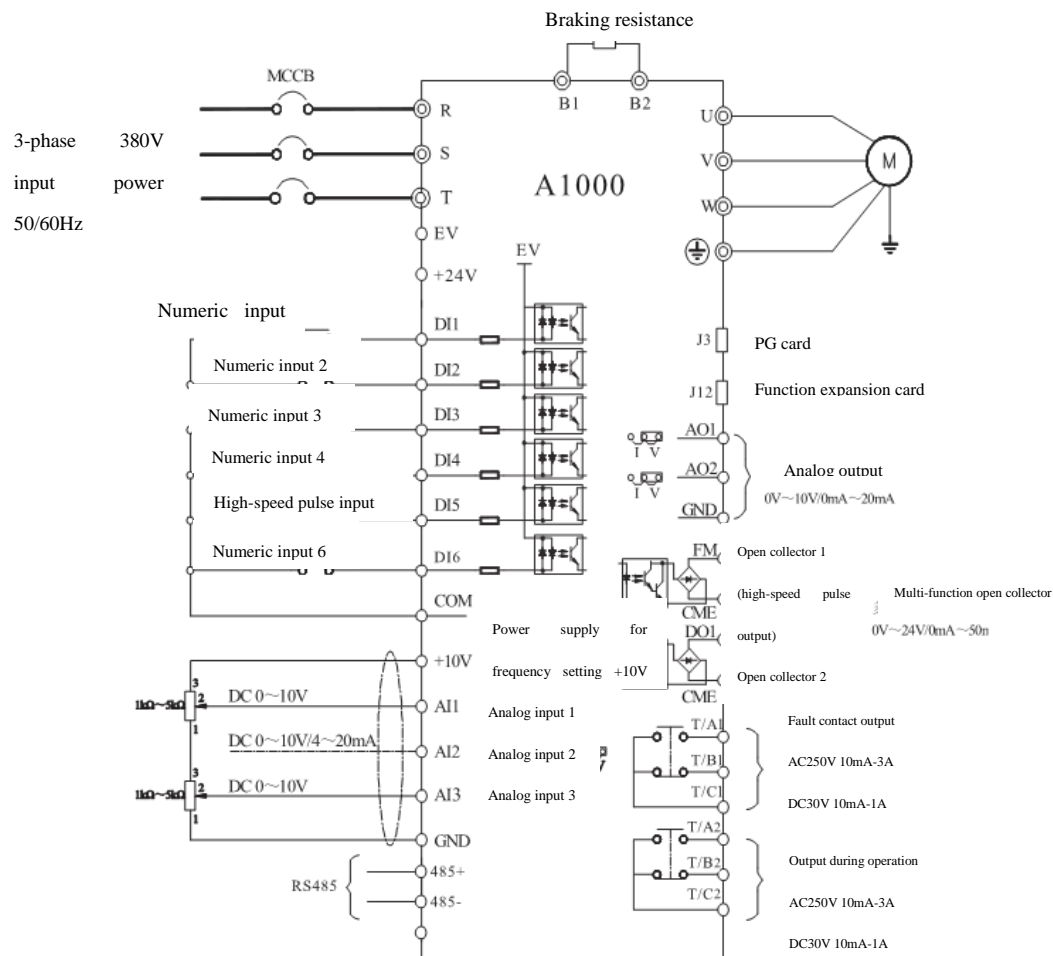 Braking resistance
MCCB
B1
B2
R
S
T
3-phase 380V
input power
50/60Hz
A1000
U
V
W
M
EV
+24V
EV
Numeric input
DI1
Numeric input 2
DI2
Numeric input 3
DI3
Numeric input 4
DI4
High-speed pulse input
DI5
Numeric input 6
DI6
COM
J3
PG card
J12
Function expansion card
AO1
I V
AO2
I V
GND
Analog output
0V～10V/0mA～20mA
FM
Open collector 1
(high-speed pulse
output)
CME
Multi-function open collector
0V～24V/0mA～50m
DO1
Open collector 2
CME
Power supply for
frequency setting +10V
+10V
3
2
1
1kΩ～5kΩ
DC 0～10V
AI1
Analog input 1
DC 0～10V/4～20mA
AI2
Analog input 2
3
2
1
1kΩ～5kΩ
DC 0～10V
AI3
Analog input 3
GND
RS485
485+
485-
T/A1
T/B1
T/C1
Fault contact output
AC250V 10mA-3A
DC30V 10mA-1A
T/A2
T/B2
T/C2
Output during operation
AC250V 10mA-3A
DC30V 10mA-1A